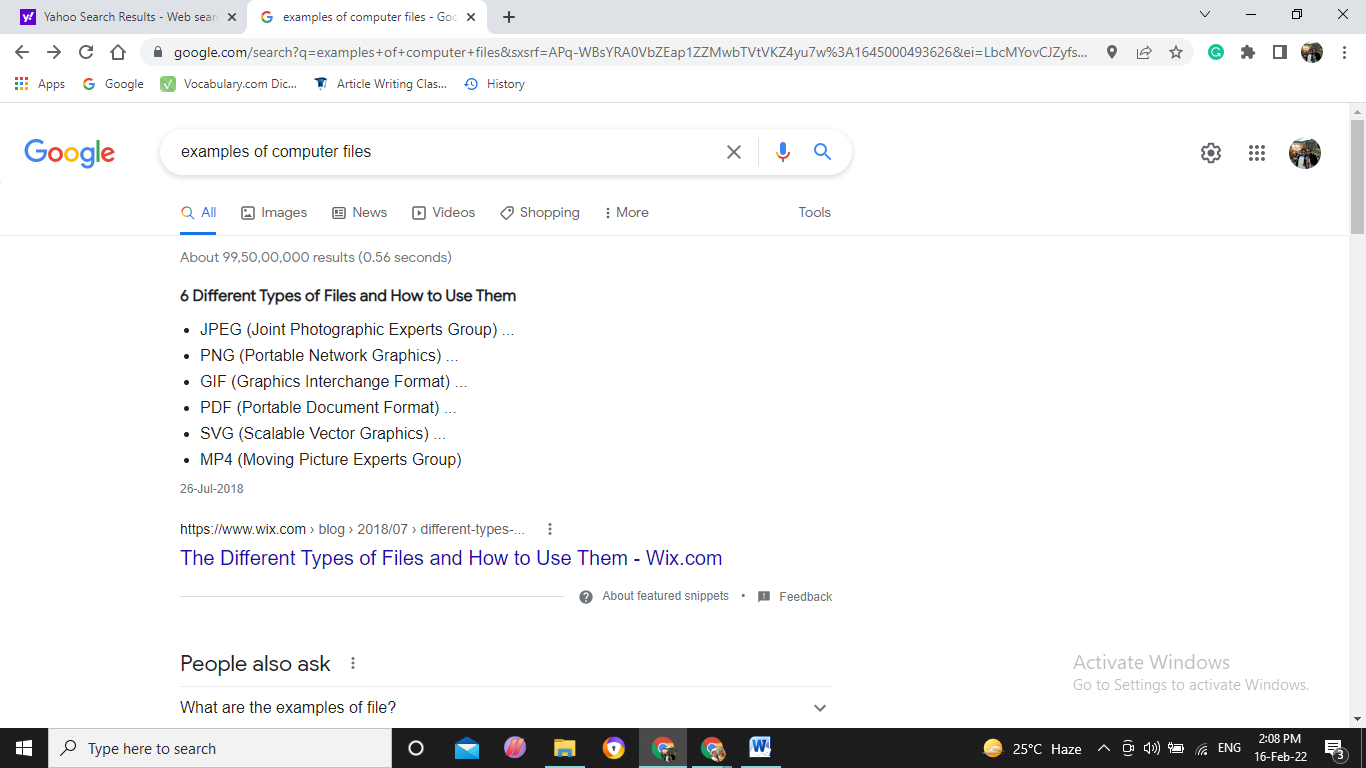 Yahoo Search Results - Web sear
examples of computer files - Goo
google.com/search?q=examples+of+computer+files&sxsrf=APq-WBsYRA0VbZEap1ZZMwbTVtVKZ4yu7w%3A1645000493626&ei=LbcMYovCJZyfs...
Apps Google Vocabulary.com Dic... Article Writing Clas... History
Google
examples of computer files
All Images News Videos Shopping More Tools
About 99,50,00,000 results (0.56 seconds)
6 Different Types of Files and How to Use Them
• JPEG (Joint Photographic Experts Group) ...
• PNG (Portable Network Graphics) ...
• GIF (Graphics Interchange Format) ...
• PDF (Portable Document Format) ...
• SVG (Scalable Vector Graphics) ...
• MP4 (Moving Picture Experts Group)
26-Jul-2018
https://www.wix.com › blog › 2018/07 › different-types-...
The Different Types of Files and How to Use Them - Wix.com
About featured snippets • Feedback
People also ask
What are the examples of file?
Activate Windows
Go to Settings to activate Windows.
Type here to search
25°C Haze
ENG
2:08 PM
16-Feb-22
3